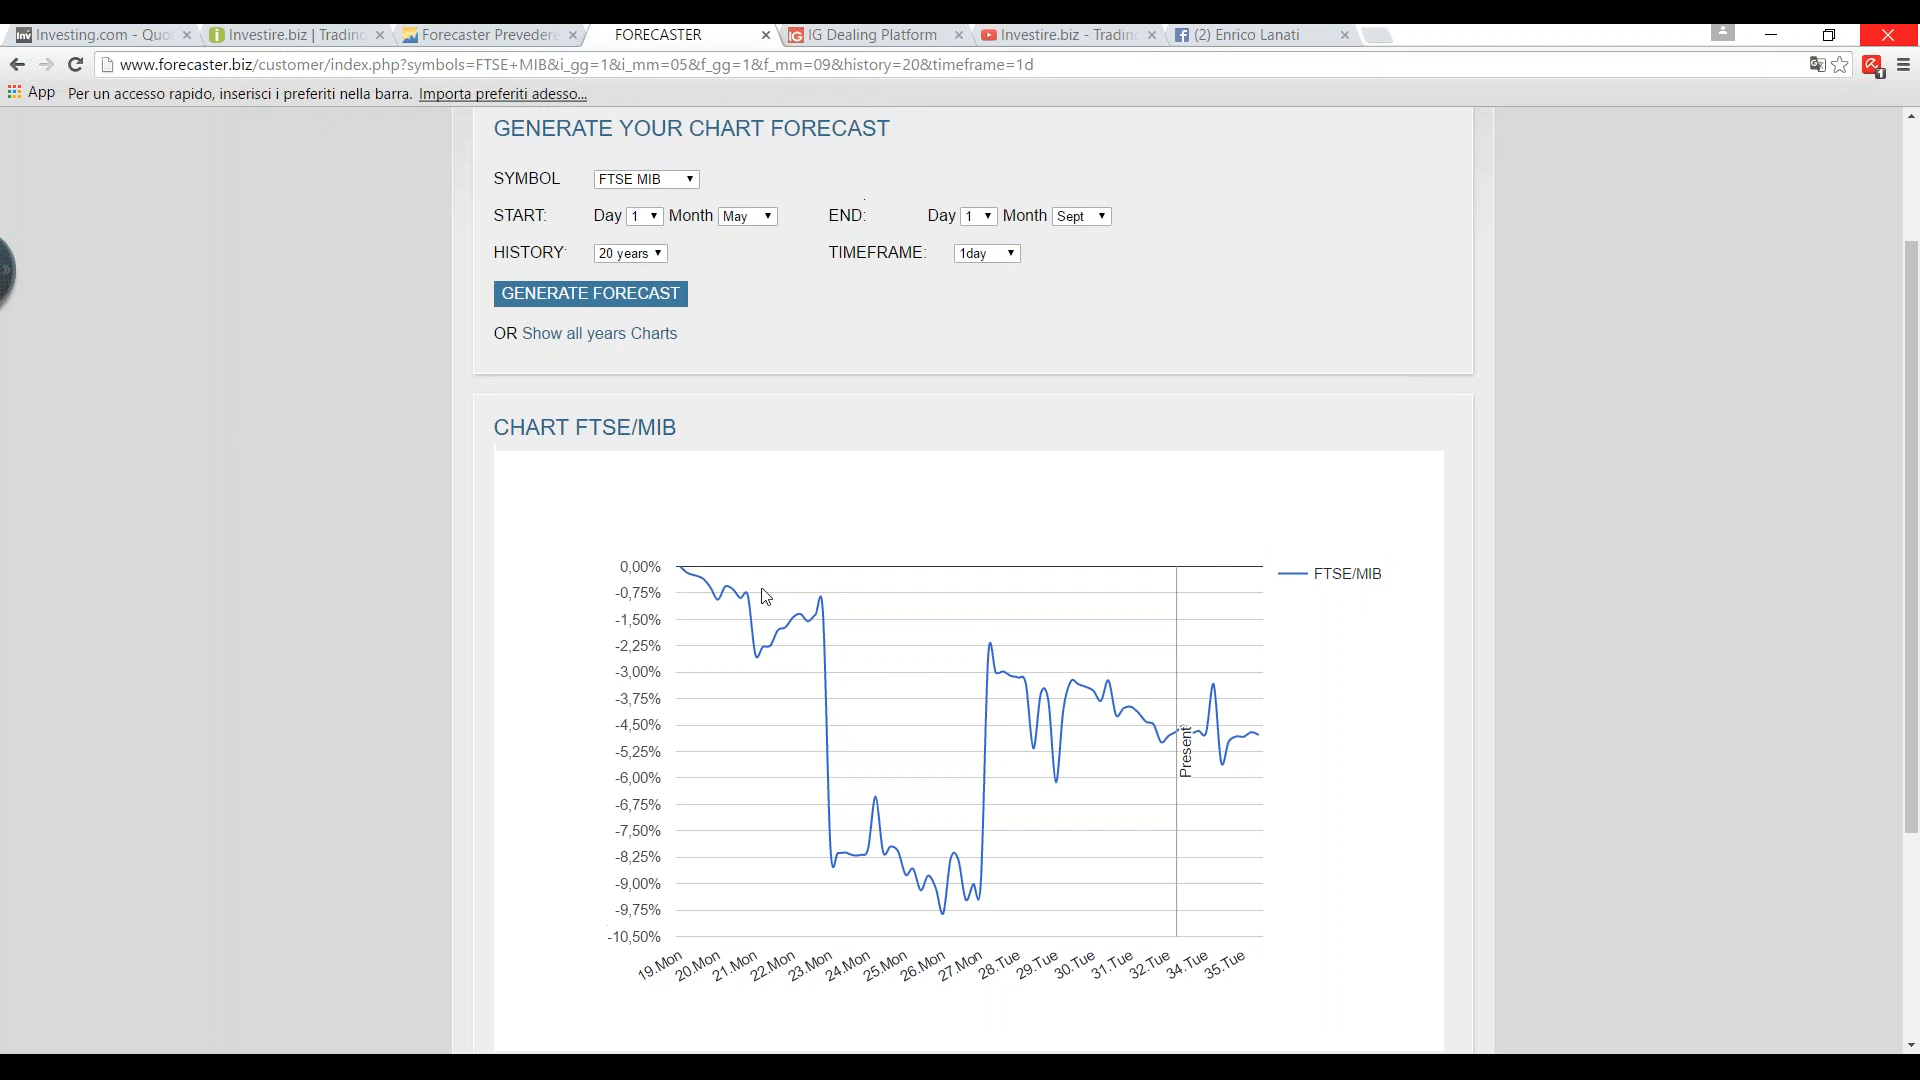 Investing.com - Quo
Investire.biz | Trading
Forecaster Prevedere
FORECASTER
IG Dealing Platform
Investire.biz - Trading
(2) Enrico Lanati
www.forecaster.biz/customer/index.php?symbols=FTSE+MIB&i_gg=1&i_mm=05&f_gg=1&f_mm=09&history=20&timeframe=1d
App Per un accesso rapido, inserisci i preferiti nella barra. Importa preferiti adesso...
GENERATE YOUR CHART FORECAST
SYMBOL FTSE MIB
START: Day 1 Month May END: Day 1 Month Sept
HISTORY: 20 years TIMEFRAME: 1day
GENERATE FORECAST
OR Show all years Charts
CHART FTSE/MIB
0,00%
-0,75%
-1,50%
-2,25%
-3,00%
-3,75%
-4,50%
-5,25%
-6,00%
-6,75%
-7,50%
-8,25%
-9,00%
-9,75%
-10,50%
FTSE/MIB
Present
19.Mon 20.Mon 21.Mon 22.Mon 23.Mon 24.Mon 25.Mon 26.Mon 27.Mon 28.Tue 29.Tue 30.Tue 31.Tue 32.Tue 34.Tue 35.Tue